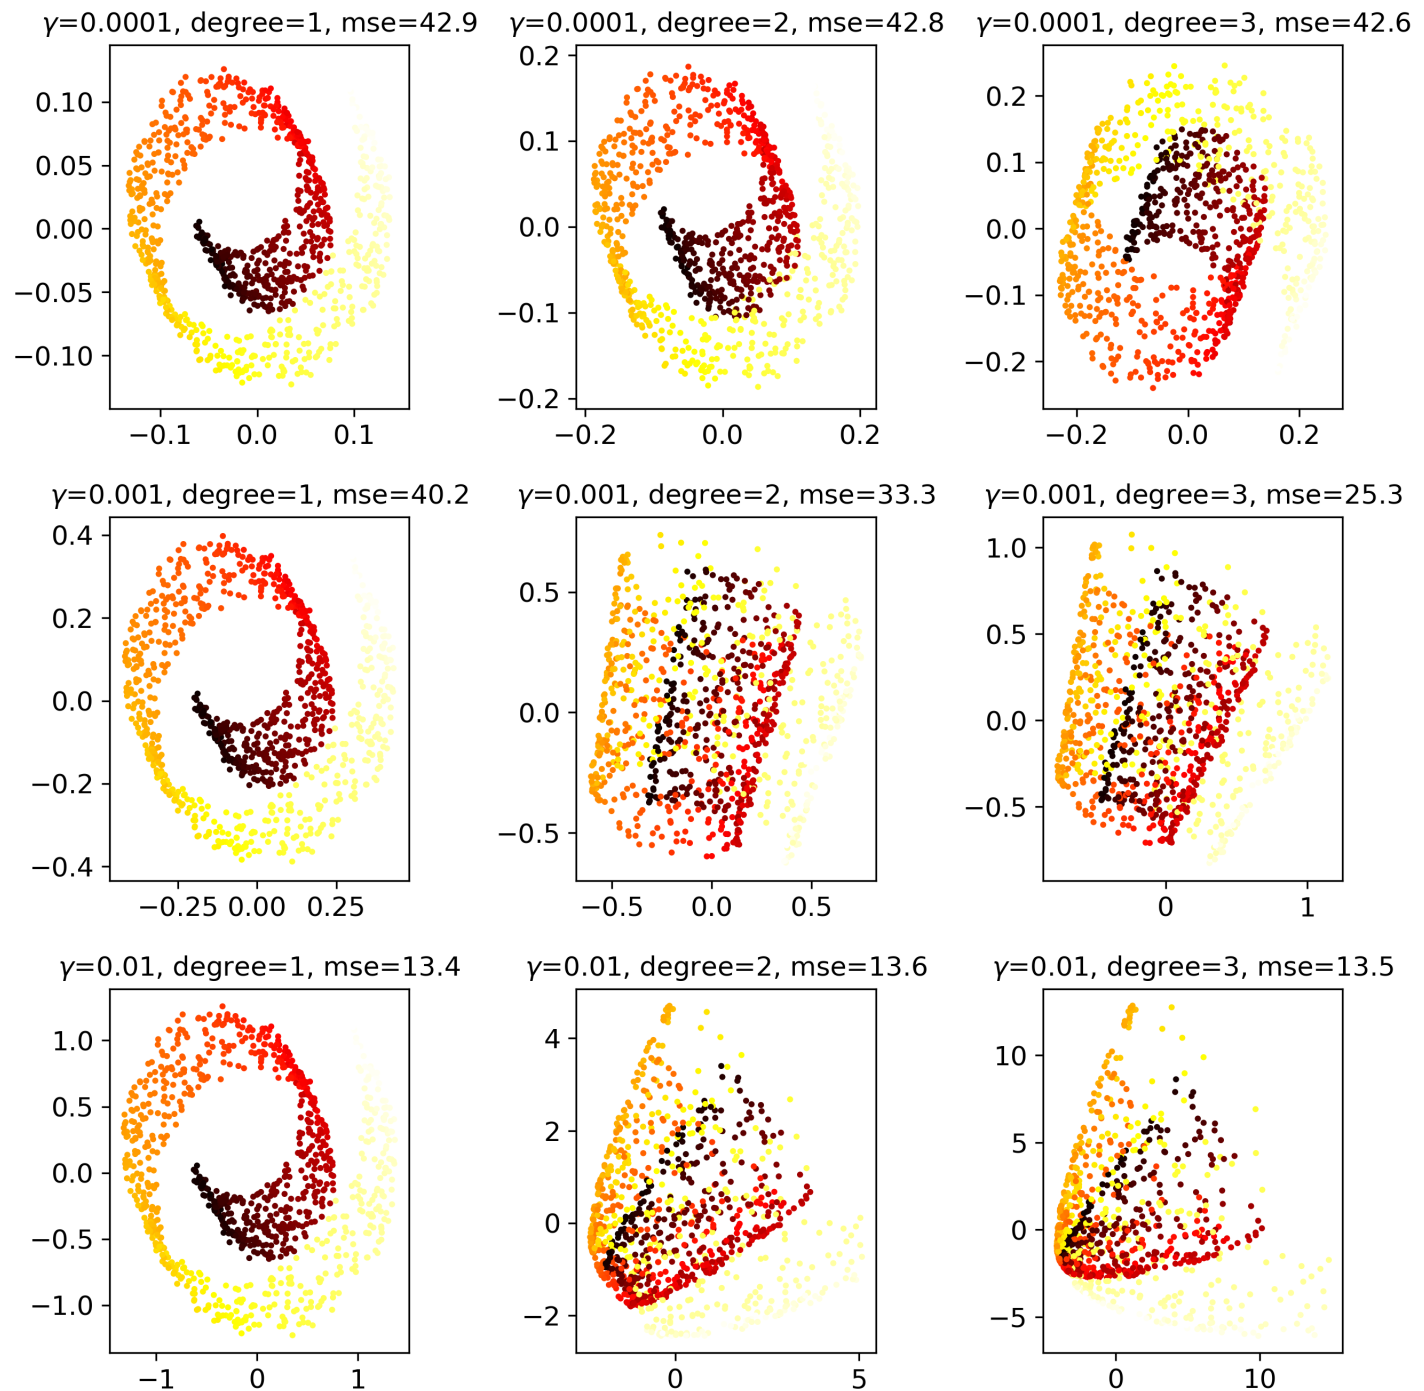 γ=0.0001, degree=1, mse=42.9
γ=0.0001, degree=2, mse=42.8
γ=0.0001, degree=3, mse=42.6
0.10
0.05
0.00
−0.05
−0.10
−0.1 0.0 0.1
0.2
0.1
0.0
−0.1
−0.2
−0.2 0.0 0.2
0.2
0.1
0.0
−0.1
−0.2
−0.2 0.0 0.2
γ=0.001, degree=1, mse=40.2
γ=0.001, degree=2, mse=33.3
γ=0.001, degree=3, mse=25.3
0.4
0.2
0.0
−0.2
−0.4
−0.25 0.00 0.25
0.5
0.0
−0.5
−0.5 0.0 0.5
1.0
0.5
0.0
−0.5
0 1
γ=0.01, degree=1, mse=13.4
γ=0.01, degree=2, mse=13.6
γ=0.01, degree=3, mse=13.5
1.0
0.5
0.0
−0.5
−1.0
−1 0 1
4
2
0
−2
0 5
10
5
0
−5
0 10